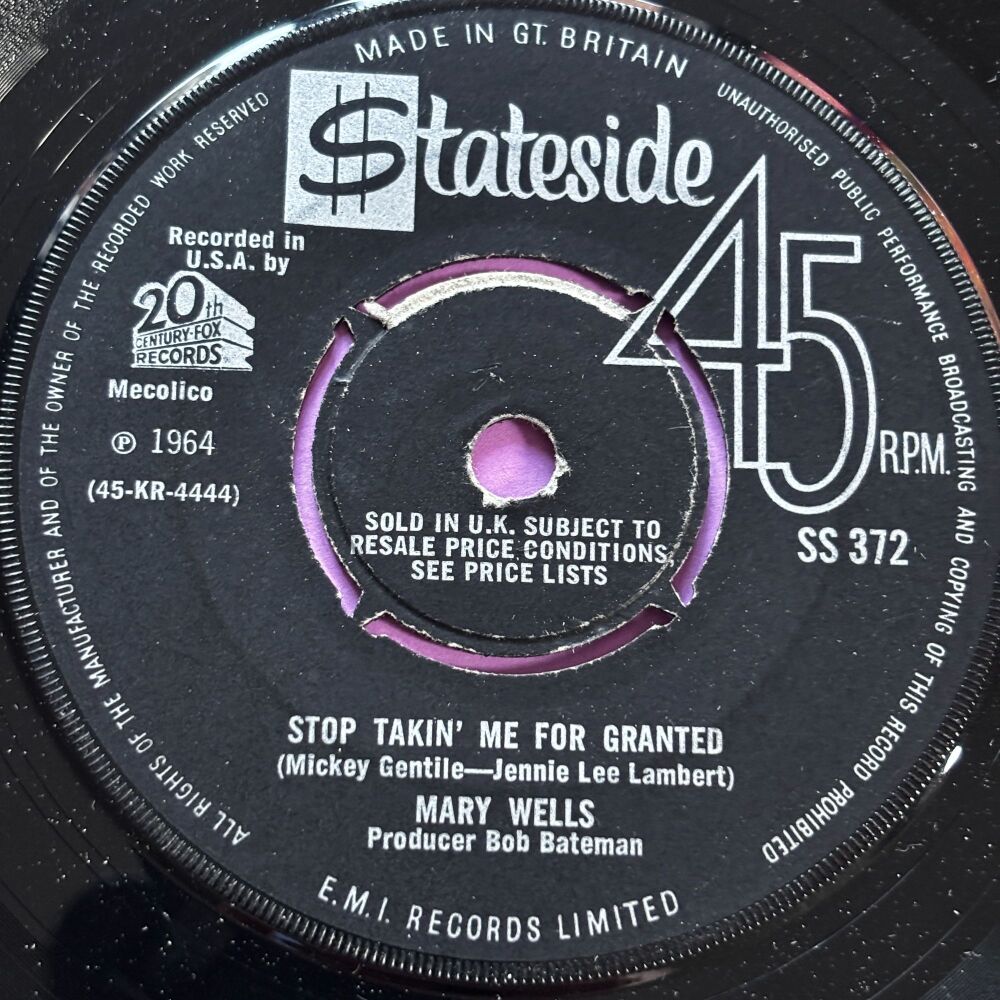 MADE IN GT. BRITAIN
UNAUTHORISED PUBLIC PERFORMANCE BROADCASTING AND COPYING OF THIS RECORD PROHIBITED
ALL RIGHTS OF THE MANUFACTURER AND OF THE OWNER OF THE RECORDED WORK RESERVED
$tateside
45
R.P.M.
Recorded in
U.S.A. by
20th
CENTURY-FOX
RECORDS
Mecolico
℗ 1964
(45-KR-4444)
SS 372
SOLD IN U.K. SUBJECT TO
RESALE PRICE CONDITIONS,
SEE PRICE LISTS
STOP TAKIN' ME FOR GRANTED
(Mickey Gentile—Jennie Lee Lambert)
MARY WELLS
Producer Bob Bateman
E.M.I. RECORDS LIMITED